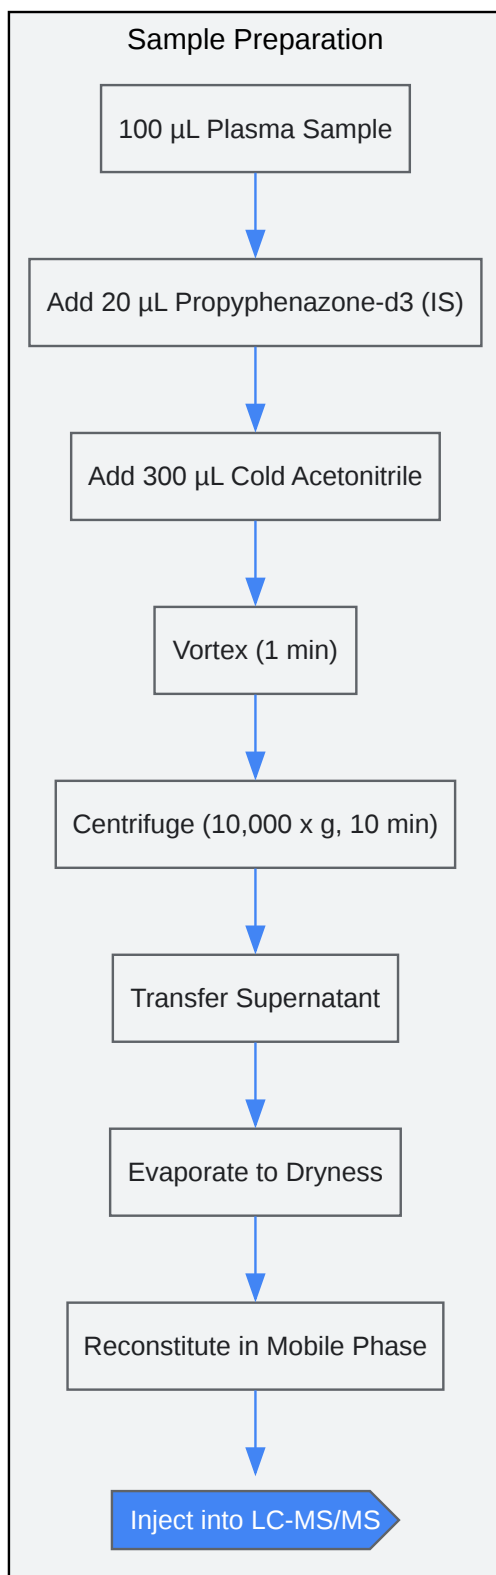 Sample Preparation
100 µL Plasma Sample
Add 20 µL Propyphenazone-d3 (IS)
Add 300 µL Cold Acetonitrile
Vortex (1 min)
Centrifuge (10,000 x g, 10 min)
Transfer Supernatant
Evaporate to Dryness
Reconstitute in Mobile Phase
Inject into LC-MS/MS